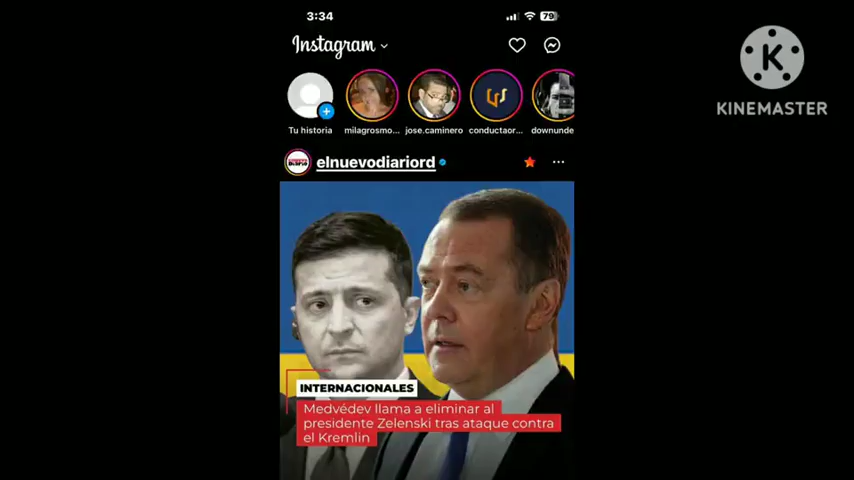 3:34
79
Instagram
KINEMASTER
Tu historia
milagrosmo...
jose.caminero
conductaor...
downunde
elnuevodiariord
INTERNACIONALES
Medvédev llama a eliminar al
presidente Zelenski tras ataque contra
el Kremlin